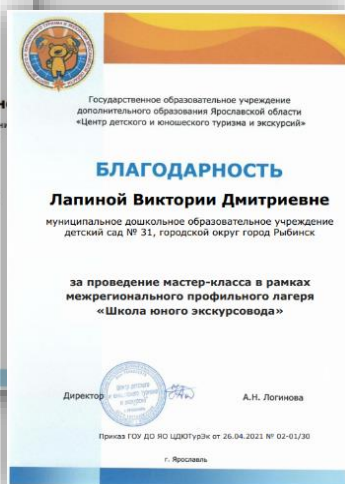 Государственное образовательное учреждение
дополнительного образования Ярославской области
«Центр детского и юношеского туризма и экскурсий»
БЛАГОДАРНОСТЬ
Лапиной Виктории Дмитриевне
муниципальное дошкольное образовательное учреждение
детский сад № 31, городской округ город Рыбинск
за проведение мастер-класса в рамках
межрегионального профильного лагеря
«Школа юного экскурсовода»
Директор
А.Н. Логинова
Приказ ГОУ ДО ЯО ЦДЮТурЭк от 26.04.2021 № 02-01/30
г. Ярославль